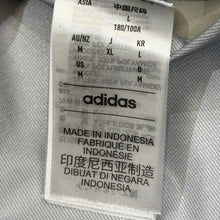 ASIA 中国尺码
L
180/100A
AU/NZ J KR
M XL L
US D
M M
adidas
MADE IN INDONESIA
FABRIQUÉ EN
INDONÉSIE
印度尼西亚制造
DIBUAT DI NEGARA
INDONESIA